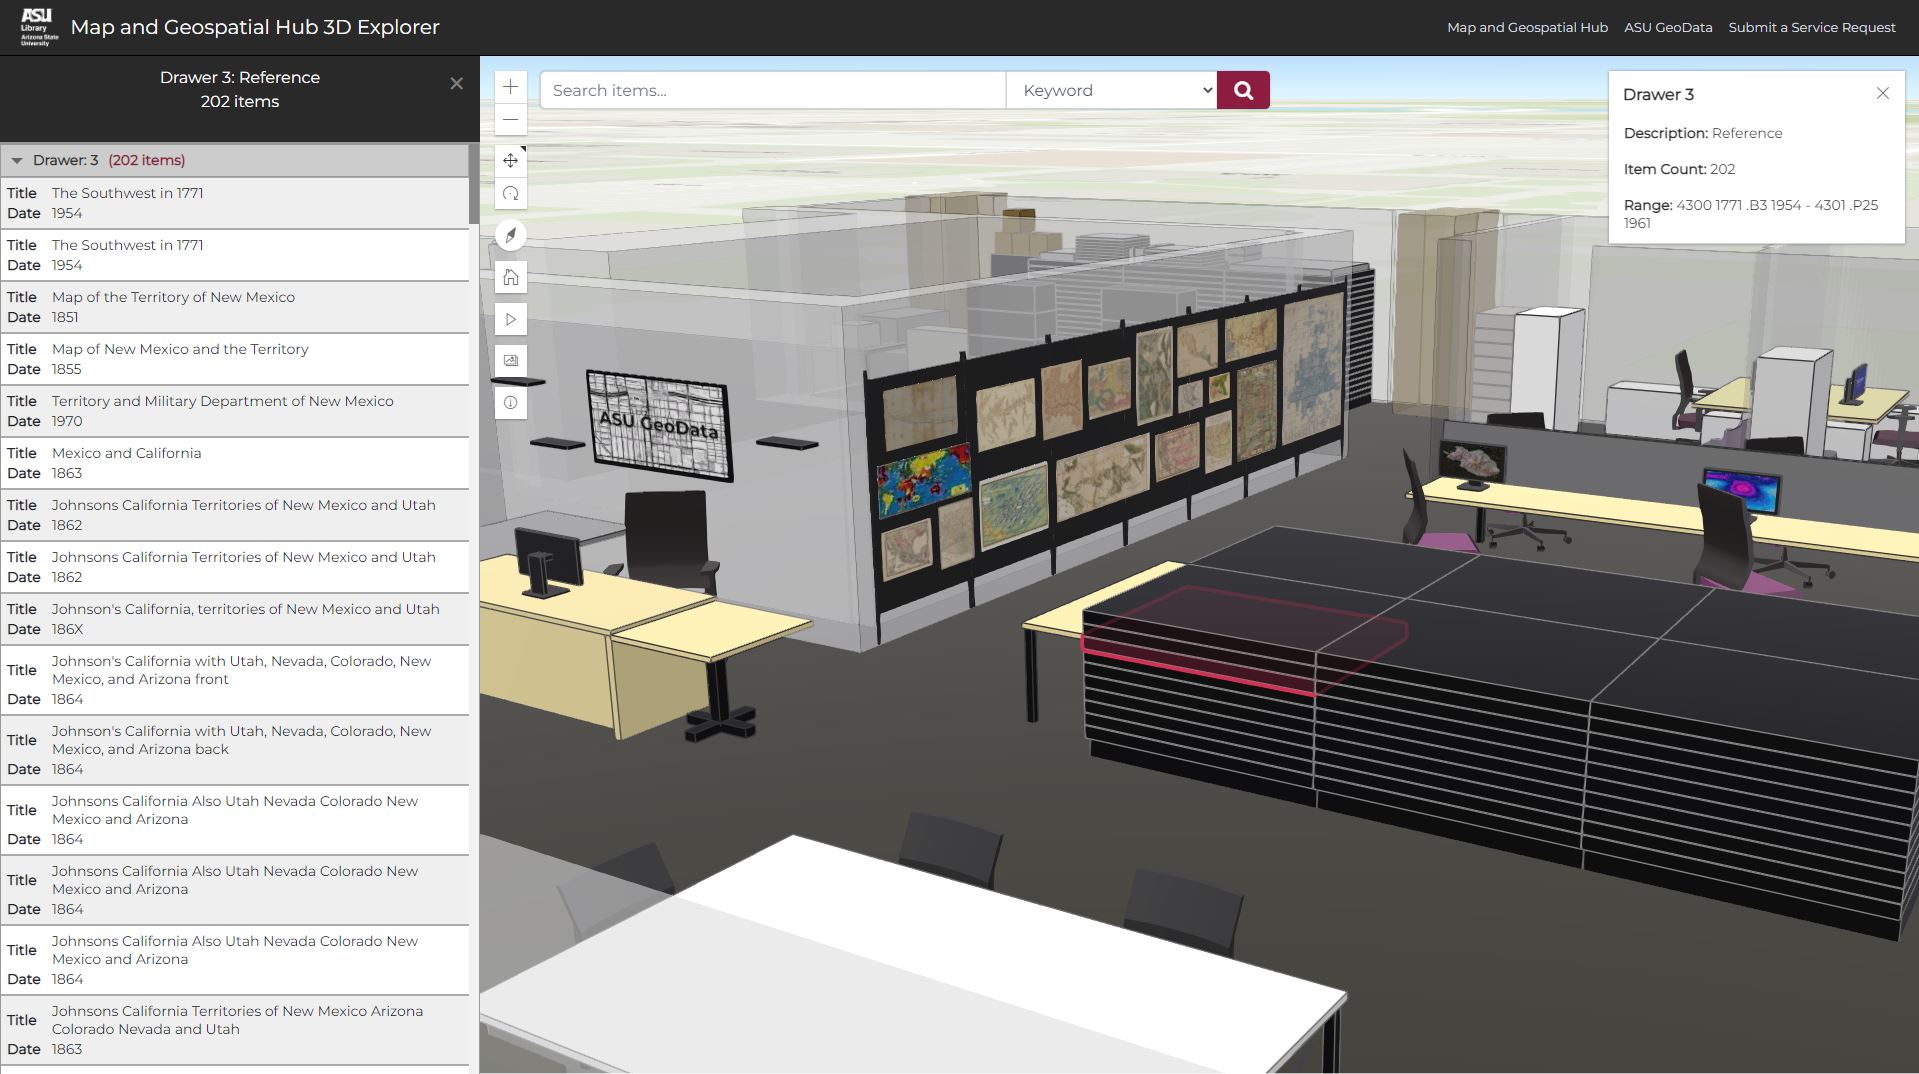 ASU
Library
Arizona State
University
Map and Geospatial Hub 3D Explorer
Map and Geospatial Hub
ASU GeoData
Submit a Service Request
Drawer 3: Reference
202 items
Drawer: 3 (202 items)
Title The Southwest in 1771
Date 1954
Title The Southwest in 1771
Date 1954
Title Map of the Territory of New Mexico
Date 1851
Title Map of New Mexico and the Territory
Date 1855
Title Territory and Military Department of New Mexico
Date 1970
Title Mexico and California
Date 1863
Title Johnsons California Territories of New Mexico and Utah
Date 1862
Title Johnsons California Territories of New Mexico and Utah
Date 1862
Title Johnson's California, territories of New Mexico and Utah
Date 186X
Title Johnson's California with Utah, Nevada, Colorado, New
Mexico, and Arizona front
Date 1864
Title Johnson's California with Utah, Nevada, Colorado, New
Mexico, and Arizona back
Date 1864
Title Johnsons California Also Utah Nevada Colorado New
Mexico and Arizona
Date 1864
Title Johnsons California Also Utah Nevada Colorado New
Mexico and Arizona
Date 1864
Title Johnsons California Also Utah Nevada Colorado New
Mexico and Arizona
Date 1864
Title Johnsons California Territories of New Mexico Arizona
Colorado Nevada and Utah
Date 1863
Search items...
Keyword
Drawer 3
Description: Reference
Item Count: 202
Range: 4300 1771 .B3 1954 - 4301 .P25
1961
ASU GeoData